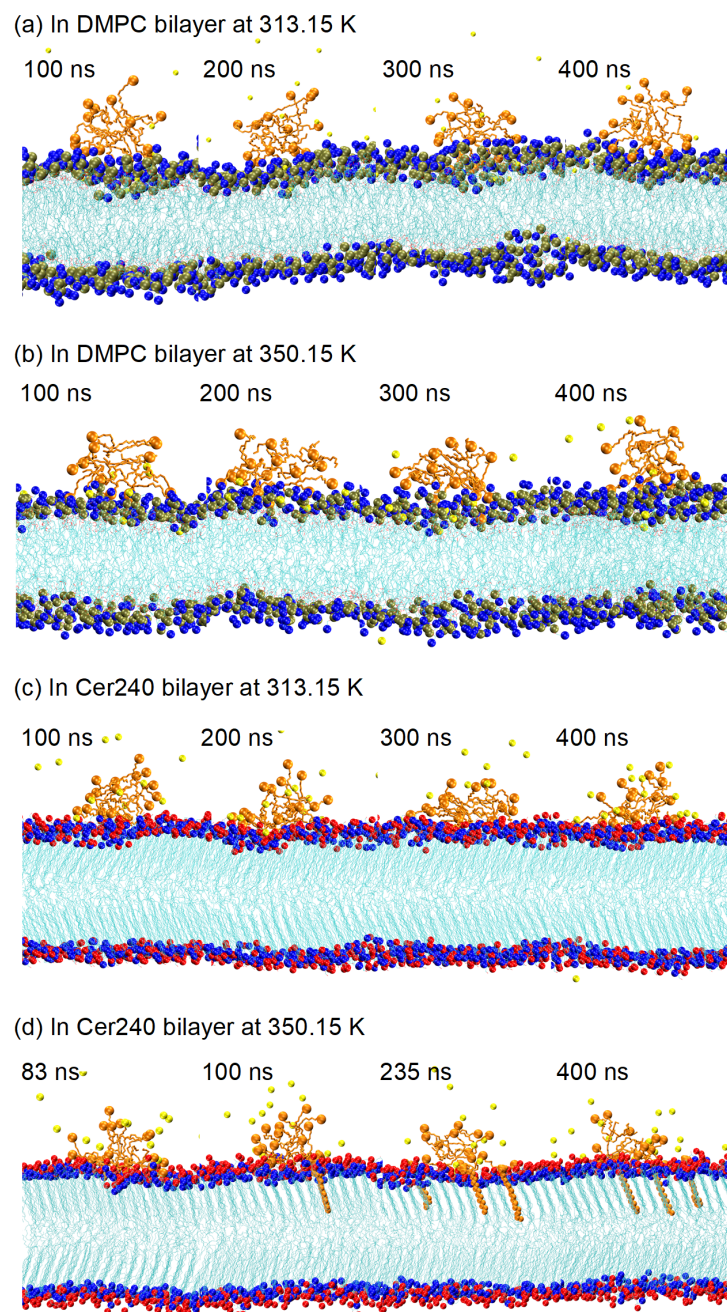 (a) In DMPC bilayer at 313.15 K
100 ns 200 ns 300 ns 400 ns
(b) In DMPC bilayer at 350.15 K
100 ns 200 ns 300 ns 400 ns
(c) In Cer240 bilayer at 313.15 K
100 ns 200 ns 300 ns 400 ns
(d) In Cer240 bilayer at 350.15 K
83 ns 100 ns 235 ns 400 ns